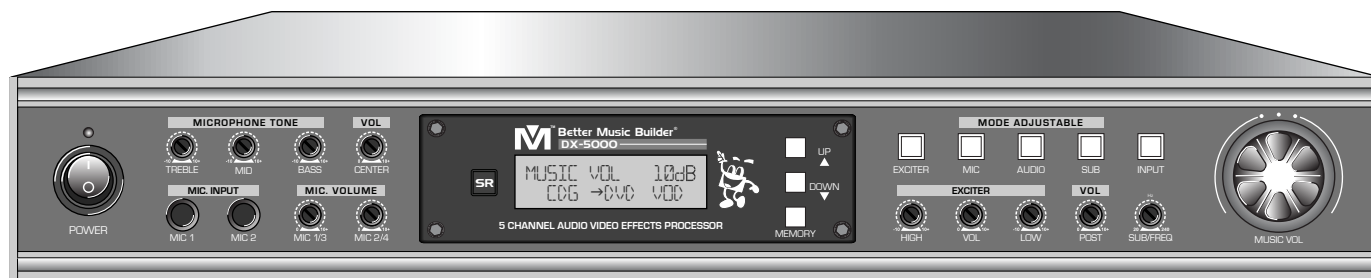 MICROPHONE TONE
VOL
TREBLE
MID
BASS
CENTER
MIC. INPUT
MIC. VOLUME
MIC 1
MIC 2
MIC 1/3
MIC 2/4
POWER
SR
Better Music Builder®
DX-5000
MUSIC VOL 10dB
CDG →DVD VOD
5 CHANNEL AUDIO VIDEO EFFECTS PROCESSOR
UP
DOWN
MEMORY
MODE ADJUSTABLE
EXCITER
MIC
AUDIO
SUB
INPUT
EXCITER
VOL
HIGH
VOL
LOW
POST
SUB/FREQ
MUSIC VOL